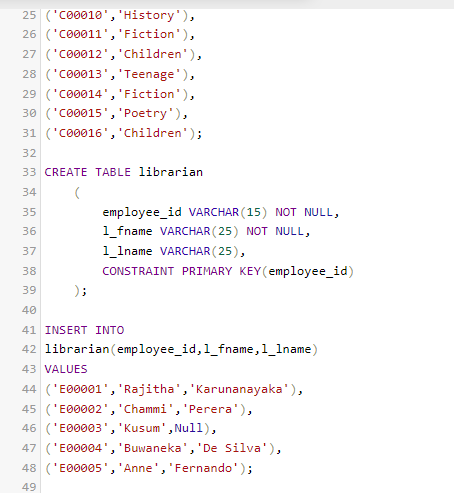 25 ('C00010','History'),
26 ('C00011','Fiction'),
27 ('C00012','Children'),
28 ('C00013','Teenage'),
29 ('C00014','Fiction'),
30 ('C00015','Poetry'),
31 ('C00016','Children');
32
33 CREATE TABLE librarian
34     (
35         employee_id VARCHAR(15) NOT NULL,
36         l_fname VARCHAR(25) NOT NULL,
37         l_lname VARCHAR(25),
38         CONSTRAINT PRIMARY KEY(employee_id)
39     );
40
41 INSERT INTO
42 librarian(employee_id,l_fname,l_lname)
43 VALUES
44 ('E00001','Rajitha','Karunanayaka'),
45 ('E00002','Chammi','Perera'),
46 ('E00003','Kusum',Null),
47 ('E00004','Buwaneka','De Silva'),
48 ('E00005','Anne','Fernando');
49